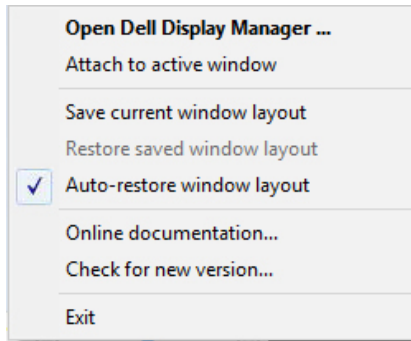 Open Dell Display Manager ...
Attach to active window
Save current window layout
Restore saved window layout
Auto-restore window layout
Online documentation...
Check for new version...
Exit